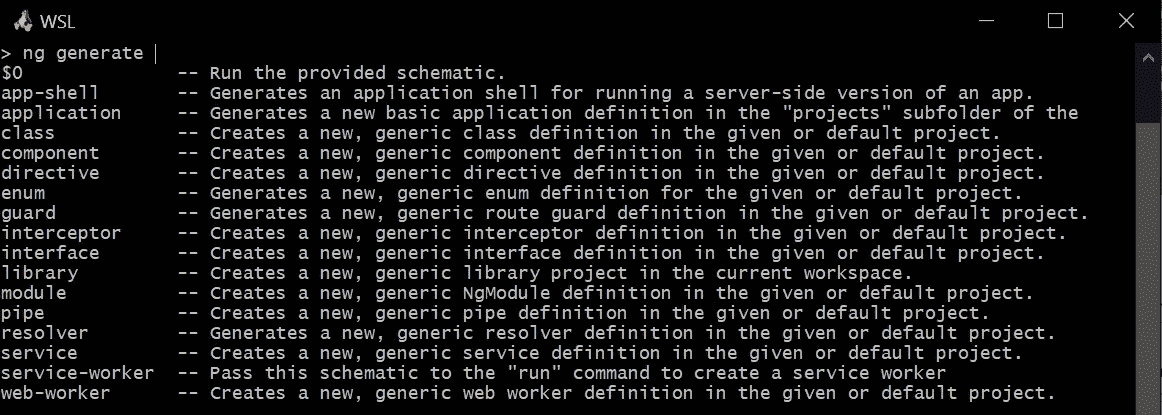 WSL
> ng generate
$0 -- Run the provided schematic.
app-shell -- Generates an application shell for running a server-side version of an app.
application -- Generates a new basic application definition in the "projects" subfolder of the
class -- Creates a new, generic class definition in the given or default project.
component -- Creates a new, generic component definition in the given or default project.
directive -- Creates a new, generic directive definition in the given or default project.
enum -- Generates a new, generic enum definition for the given or default project.
guard -- Generates a new, generic route guard definition in the given or default project.
interceptor -- Creates a new, generic interceptor definition in the given or default project.
interface -- Creates a new, generic interface definition in the given or default project.
library -- Creates a new, generic library project in the current workspace.
module -- Creates a new, generic NgModule definition in the given or default project.
pipe -- Creates a new, generic pipe definition in the given or default project.
resolver -- Generates a new, generic resolver definition in the given or default project.
service -- Creates a new, generic service definition in the given or default project.
service-worker -- Pass this schematic to the "run" command to create a service worker
web-worker -- Creates a new, generic web worker definition in the given or default project.